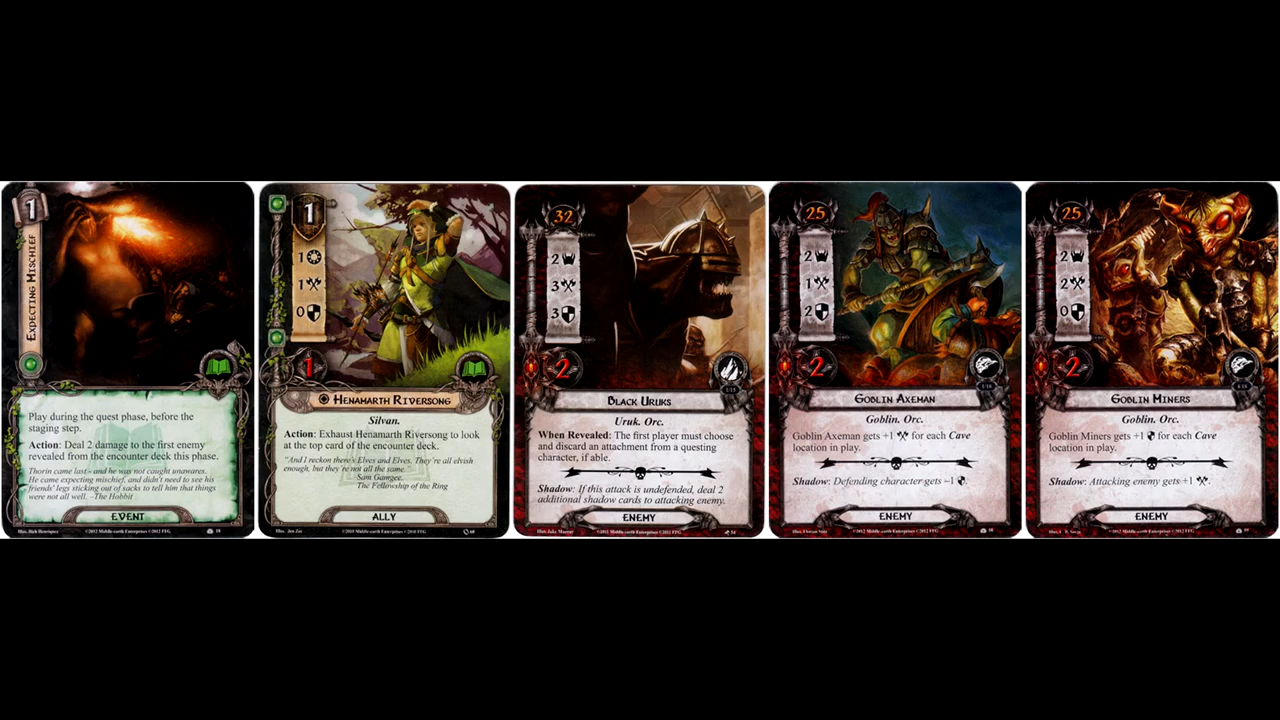 1
EXPECTING MISCHIEF
Play during the quest phase, before the
staging step.
Action: Deal 2 damage to the first enemy
revealed from the encounter deck this phase.
Thorin came last– and he was not caught unawares.
He came expecting mischief, and didn't need to see his
friends' legs sticking out of sacks to tell him that things
were not all well. –The Hobbit
EVENT
1
1
1
0
1
HENAMARTH RIVERSONG
Silvan.
Action: Exhaust Henamarth Riversong to look
at the top card of the encounter deck.
"And I reckon there's Elves and Elves. They're all elvish
enough, but they're not all the same."
Sam Gamgee,
The Fellowship of the Ring
ALLY
32
2
3
3
2
BLACK URUKS
Uruk. Orc.
When Revealed: The first player must choose
and discard an attachment from a questing
character, if able.
Shadow: If this attack is undefended, deal 2
additional shadow cards to attacking enemy.
ENEMY
25
2
1
2
2
GOBLIN AXEMAN
Goblin. Orc.
Goblin Axeman gets +1 for each Cave
location in play.
Shadow: Defending character gets –1 .
ENEMY
25
2
2
0
2
GOBLIN MINERS
Goblin. Orc.
Goblin Miners gets +1 for each Cave
location in play.
Shadow: Attacking enemy gets +1 .
ENEMY